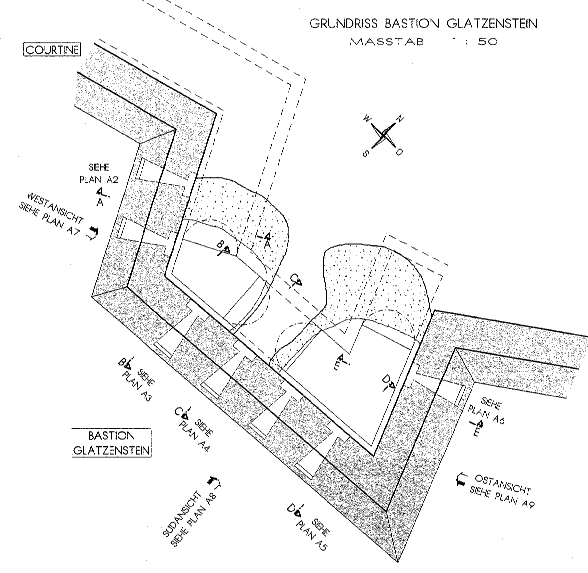 GRUNDRISS BASTION GLATZENSTEIN
MASSTAB 1 : 50
COURTINE
W
N
S
O
SIEHE
PLAN A2
A
WESTANSICHT
SIEHE PLAN A7
B
A
C
E
D
B
SIEHE
PLAN A3
C
SIEHE
PLAN A4
SIEHE
PLAN A6
E
BASTION
GLATZENSTEIN
SÜDANSICHT
SIEHE PLAN A8
D
SIEHE
PLAN A5
OSTANSICHT
SIEHE PLAN A9